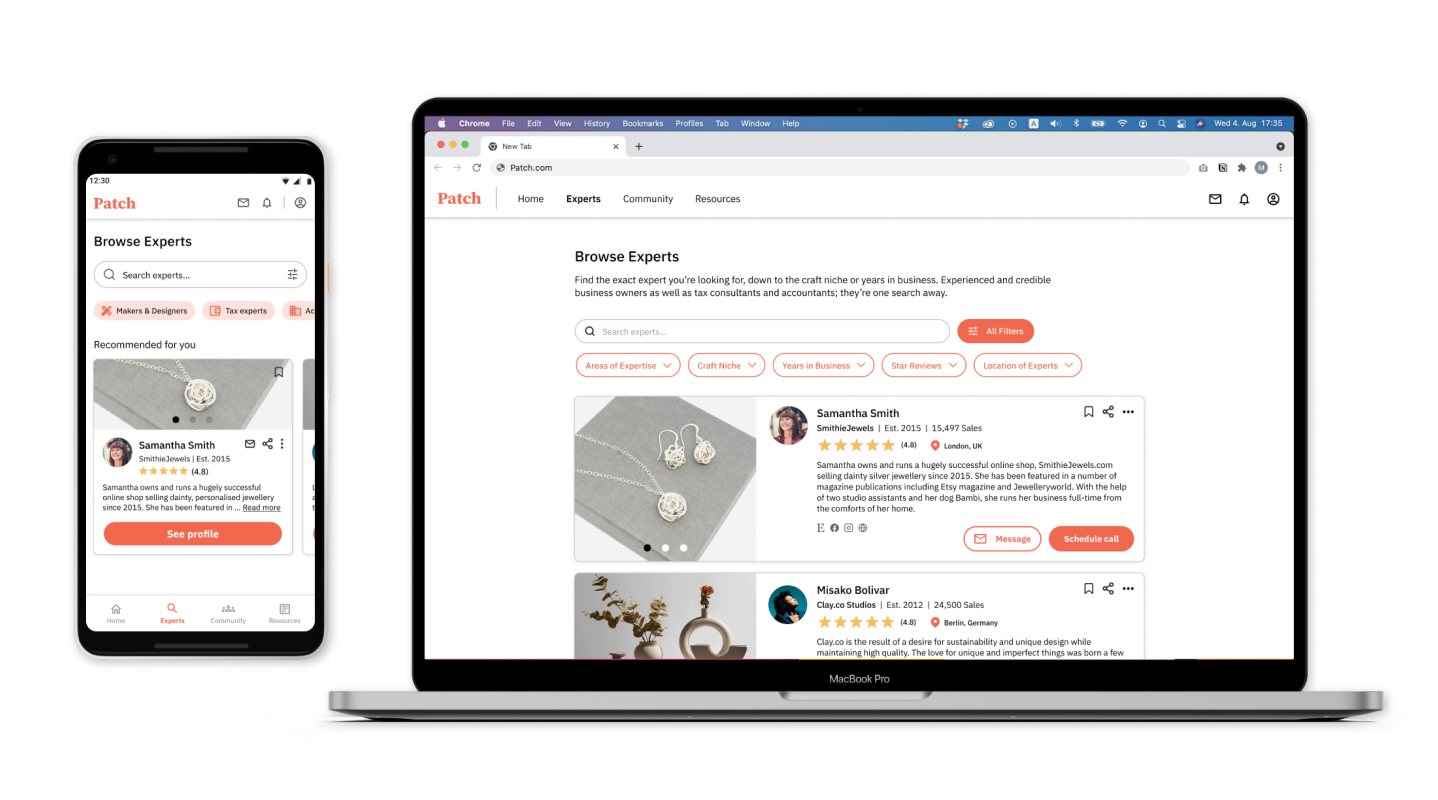 12:30
Patch
Browse Experts
Search experts...
Makers & Designers
Tax experts
Ac
Recommended for you
Samantha Smith
SmithieJewels | Est. 2015
(4.8)
Samantha owns and runs a hugely successful
online shop selling dainty, personalised jewellery
since 2015. She has been featured in ... Read more
See profile
Home
Experts
Community
Resources
Chrome File Edit View History Bookmarks Profiles Tab Window Help
A
Wed 4. Aug 17:35
New Tab
Patch.com
M
Patch
Home
Experts
Community
Resources
Browse Experts
Find the exact expert you're looking for, down to the craft niche or years in business. Experienced and credible
business owners as well as tax consultants and accountants; they're one search away.
Search experts...
All Filters
Areas of Expertise
Craft Niche
Years in Business
Star Reviews
Location of Experts
Samantha Smith
SmithieJewels | Est. 2015 | 15,497 Sales
(4.8)
London, UK
Samantha owns and runs a hugely successful online shop, SmithieJewels.com
selling dainty silver jewellery since 2015. She has been featured in a number of
magazine publications including Etsy magazine and Jewelleryworld. With the help
of two studio assistants and her dog Bambi, she runs her business full-time from
the comforts of her home.
E
Message
Schedule call
Misako Bolivar
Clay.co Studios | Est. 2012 | 24,500 Sales
(4.8)
Berlin, Germany
Clay.co is the result of a desire for sustainability and unique design while
maintaining high quality. The love for unique and imperfect things was born a few
MacBook Pro